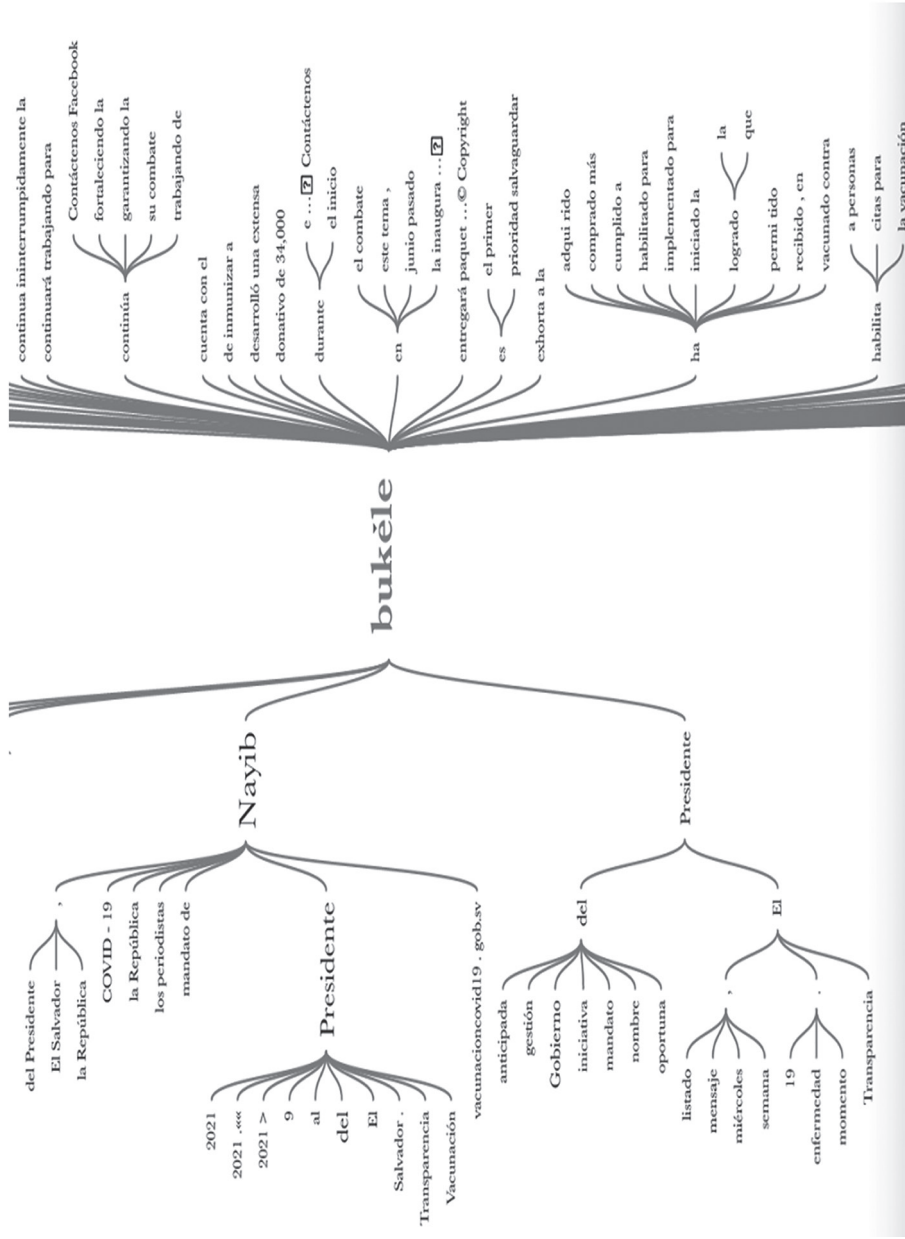 del Presidente
El Salvador
la República
,
COVID - 19
la República
los periodistas
mandato de
2021
2021 .««
2021 >
9
al
del
El
Salvador .
Transparencia
Vacunación
Presidente
vacunacioncovid19 . gob.sv
Nayib
anticipada
gestión
Gobierno
iniciativa
mandato
nombre
oportuna
del
listado
mensaje
miércoles
semana
,
19
enfermedad
momento
.
Transparencia
El
Presidente
bukěle
continua ininterrumpidamente la
continuará trabajando para
continúa
Contáctenos Facebook
fortaleciendo la
garantizando la
su combate
trabajando de
cuenta con el
de inmunizar a
desarrolló una extensa
donativo de 34,000
durante
e ...⍰ Contáctenos
el inicio
en
el combate
este tema ,
junio pasado
la inaugura ...⍰
entregará paquet ...© Copyright
es
el primer
prioridad salvaguardar
exhorta a la
ha
adqui rido
comprado más
cumplido a
habilitado para
implementado para
iniciado la
logrado
la
que
permi tido
recibido , en
vacunado contra
habilita
a personas
citas para
la vacunación